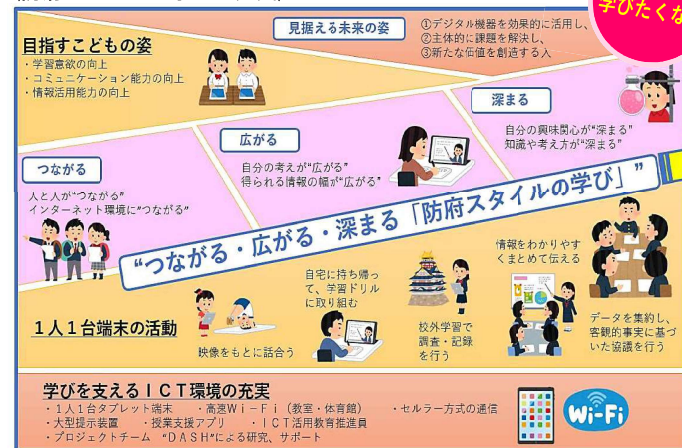 見据える未来の姿
①デジタル機器を効果的に活用し、
②主体的に課題を解決し、
③新たな価値を創造する人
学びたくな
目指すこどもの姿
・学習意欲の向上
・コミュニケーション能力の向上
・情報活用能力の向上
深まる
自分の興味関心が“深まる”
知識や考え方が“深まる”
広がる
自分の考えが“広がる”
得られる情報の幅が“広がる”
つながる
人と人が“つながる”
インターネット環境に“つながる”
“つながる・広がる・深まる「防府スタイルの学び」”
1人1台端末の活動
映像をもとに話合う
自宅に持ち帰っ
て、学習ドリル
に取り組む
校外学習で
調査・記録
を行う
情報をわかりやす
くまとめて伝える
データを集約し、
客観的事実に基づ
いた協議を行う
学びを支えるICT環境の充実
・1人1台タブレット端末 ・高速Wi-Fi(教室・体育館) ・セルラー方式の通信
・大型提示装置 ・授業支援アプリ ・ICT活用教育推進員
・プロジェクトチーム “DASH”による研究、サポート
Wi-Fi